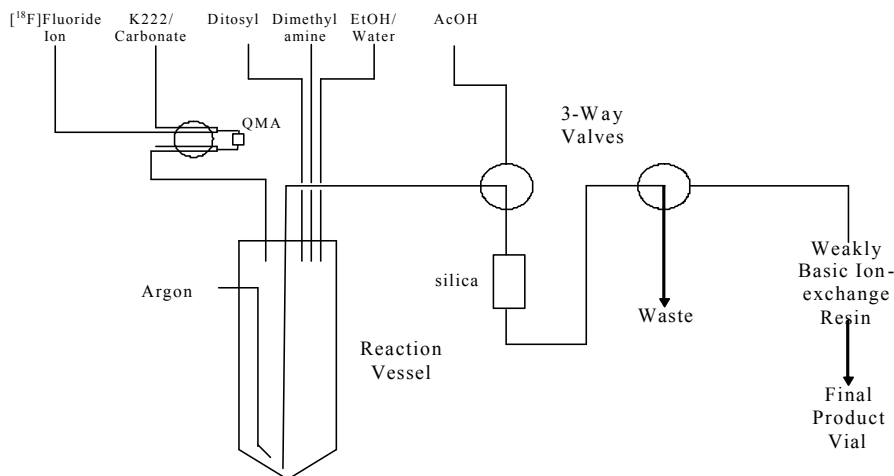 [¹⁸F]Fluoride
Ion
K222/
Carbonate
Ditosyl
Dimethyl
amine
EtOH/
Water
AcOH
QMA
3-Way
Valves
silica
Argon
Waste
Weakly
Basic Ion-
exchange
Resin
Reaction
Vessel
Final
Product
Vial